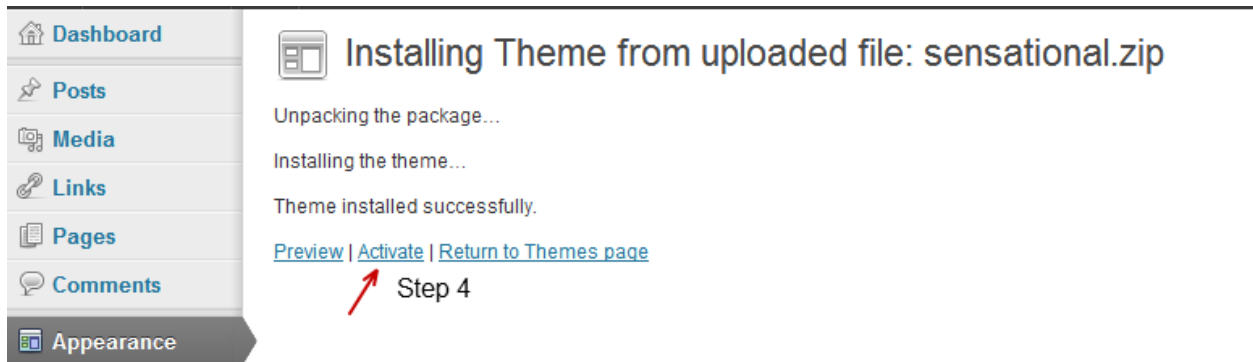 Dashboard
Posts
Media
Links
Pages
Comments
Appearance
Installing Theme from uploaded file: sensational.zip
Unpacking the package...
Installing the theme...
Theme installed successfully.
Preview | Activate | Return to Themes page
Step 4